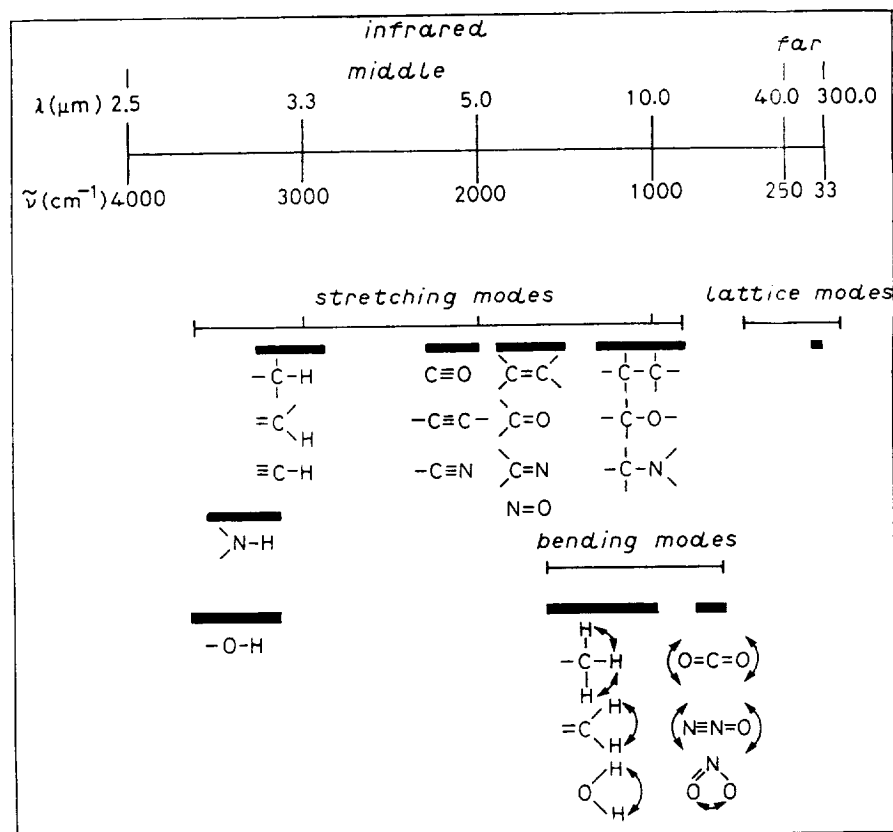 infrared
far
middle
λ(μm) 2.5 3.3 5.0 10.0 40.0 300.0
ṽ(cm⁻¹) 4000 3000 2000 1000 250 33
stretching modes
lattice modes
-C-H C≡O C=C -C-C-
=C H -C≡C- C=O -C-O-
≡C-H -C≡N C=N -C-N
N=O
N-H
bending modes
-O-H
H
-C-H O=C=O
H
=C H H N≡N=O
H O H N O O